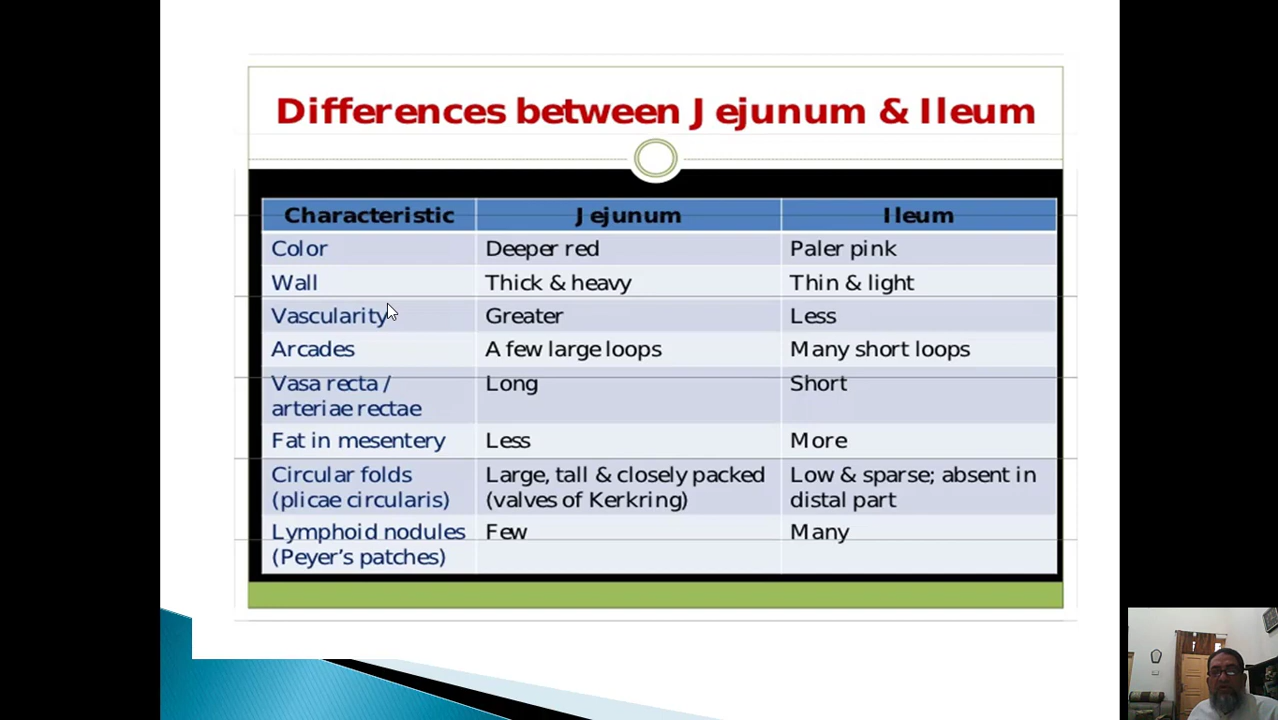 Differences between Jejunum & Ileum
Characteristic Jejunum Ileum
Color Deeper red Paler pink
Wall Thick & heavy Thin & light
Vascularity Greater Less
Arcades A few large loops Many short loops
Vasa recta / Long Short
arteriae rectae
Fat in mesentery Less More
Circular folds Large, tall & closely packed Low & sparse; absent in
(plicae circularis) (valves of Kerkring) distal part
Lymphoid nodules Few Many
(Peyer's patches)